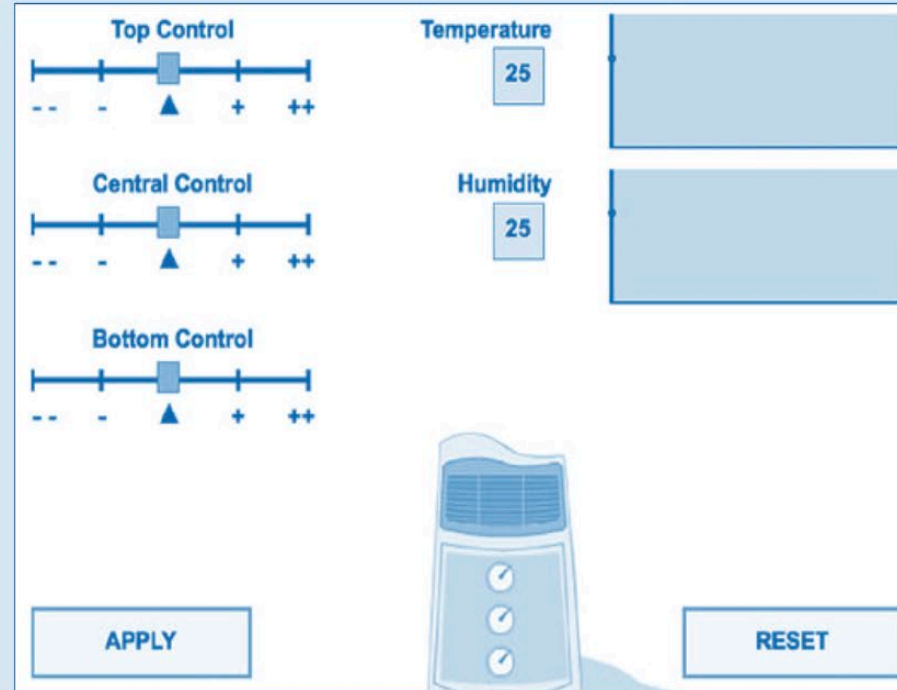 Top Control
-- - ▲ + ++
Central Control
-- - ▲ + ++
Bottom Control
-- - ▲ + ++
Temperature
25
Humidity
25
APPLY
RESET